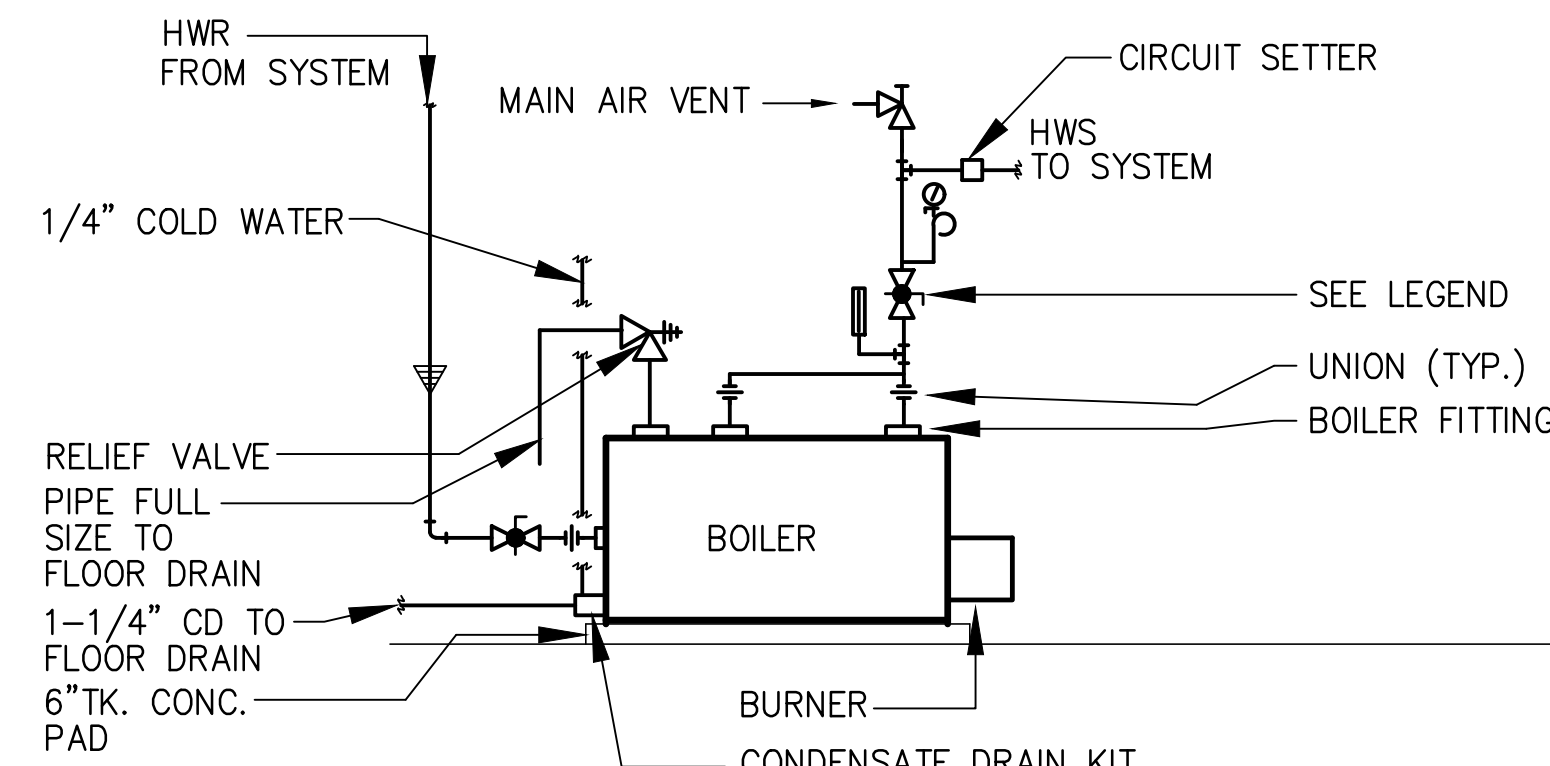 HWR
FROM SYSTEM
MAIN AIR VENT
CIRCUIT SETTER
HWS
TO SYSTEM
1/4" COLD WATER
SEE LEGEND
UNION (TYP.)
BOILER FITTING
RELIEF VALVE
PIPE FULL
SIZE TO
FLOOR DRAIN
BOILER
1-1/4" CD TO
FLOOR DRAIN
6"TK. CONC.
PAD
BURNER
CONDENSATE DRAIN KIT